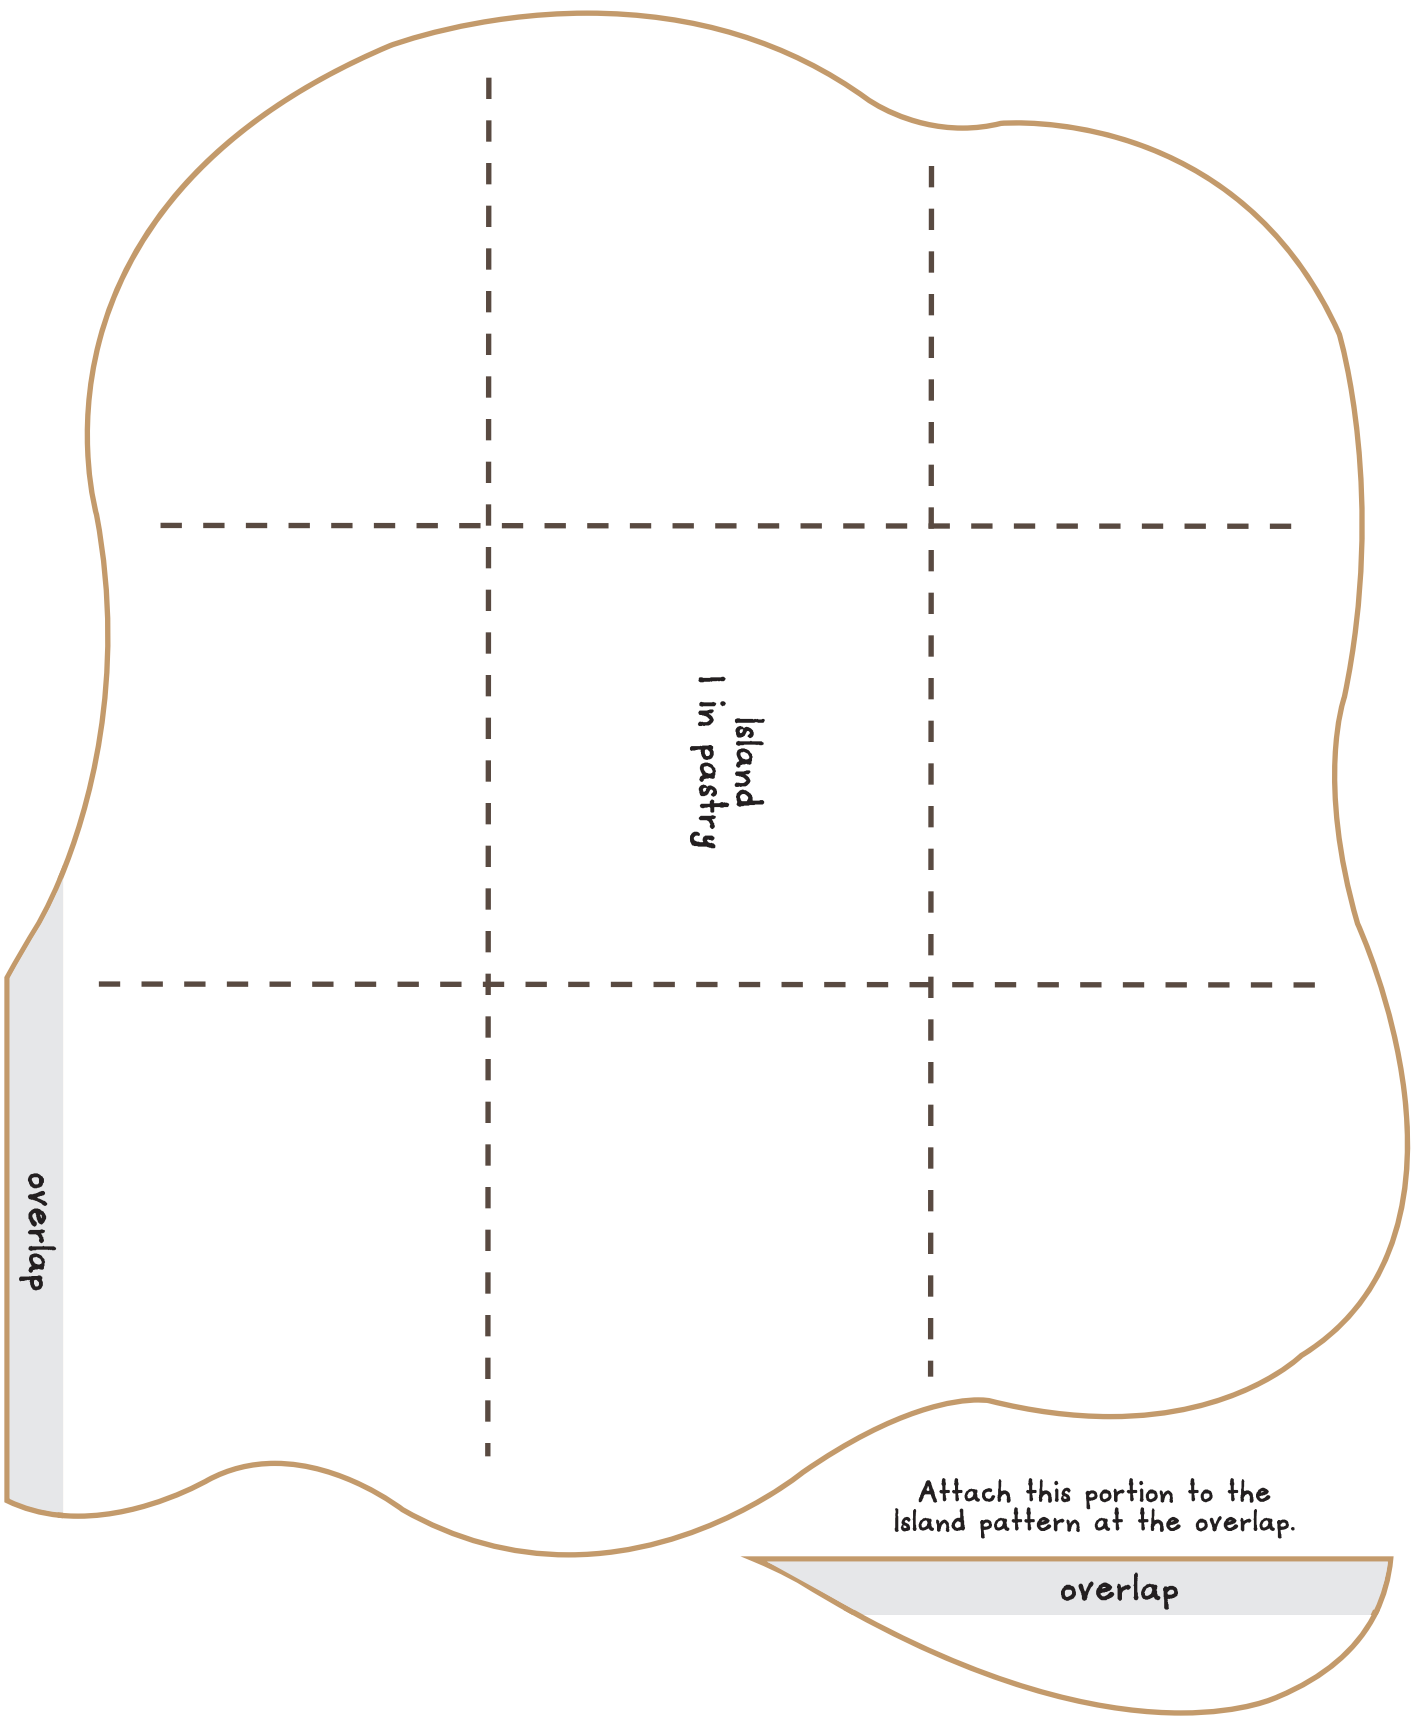 Island
1 in pastry
overlap
Attach this portion to the
Island pattern at the overlap.
overlap